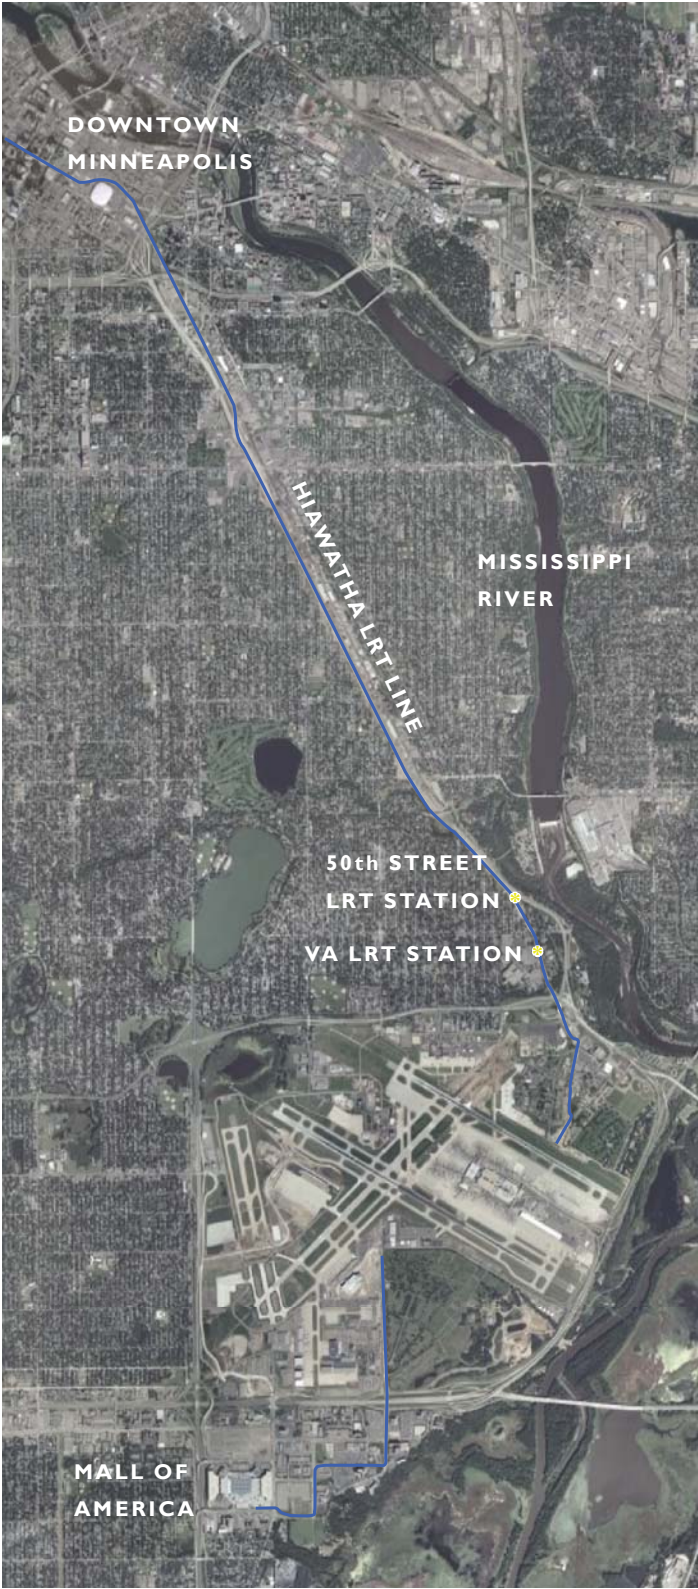 DOWNTOWN
MINNEAPOLIS
HIAWATHA LRT LINE
MISSISSIPPI
RIVER
50th STREET
LRT STATION
VA LRT STATION
MALL OF
AMERICA